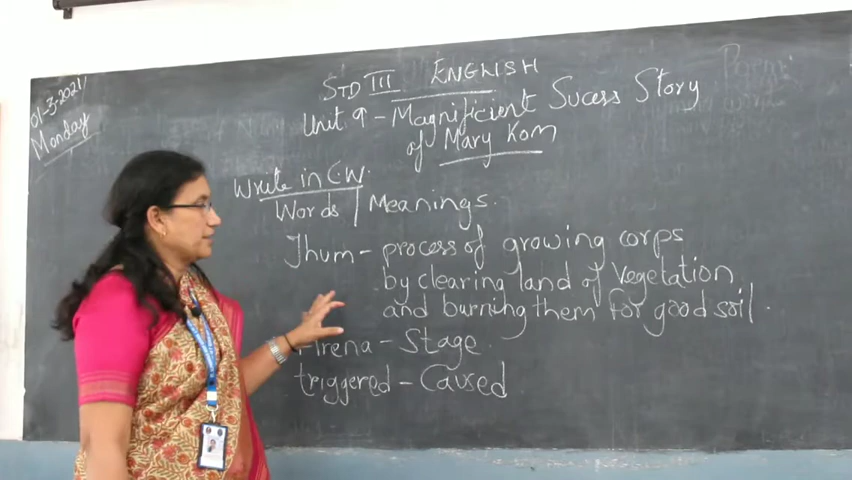 01-3-2021
Monday
STD III ENGLISH
Unit 9 - Magnificient Sucess Story
of Mary Kom
Write in C.W.
Words / Meanings.
Jhum - process of growing corps
by clearing land of vegetation
and burning them for good soil.
Arena - Stage.
triggered - Caused